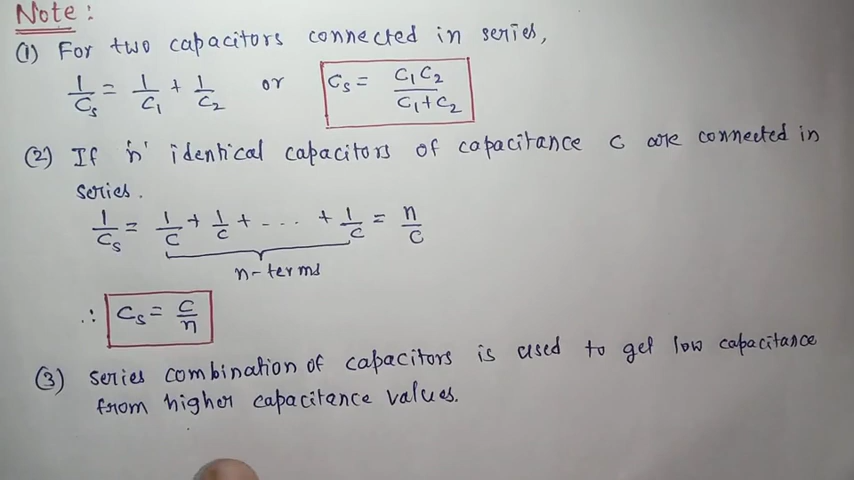 Note :
(1) For two capacitors connected in series,
1/Cs = 1/C1 + 1/C2 or Cs = C1C2/C1+C2
(2) If 'n' identical capacitors of capacitance C are connected in
series.
1/Cs = 1/C + 1/C + .... + 1/C = n/C
n-terms
∴ Cs = C/n
(3) series combination of capacitors is used to get low capacitance
from higher capacitance values.